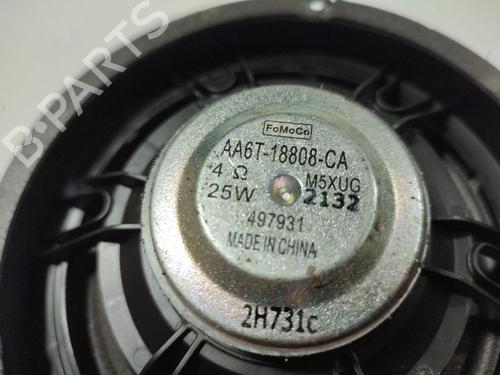 B-PARTS
FoMoCo
AA6T-18808-CA
4 Ω M5XUG
25W 2132
497931
MADE IN CHINA
2H731c